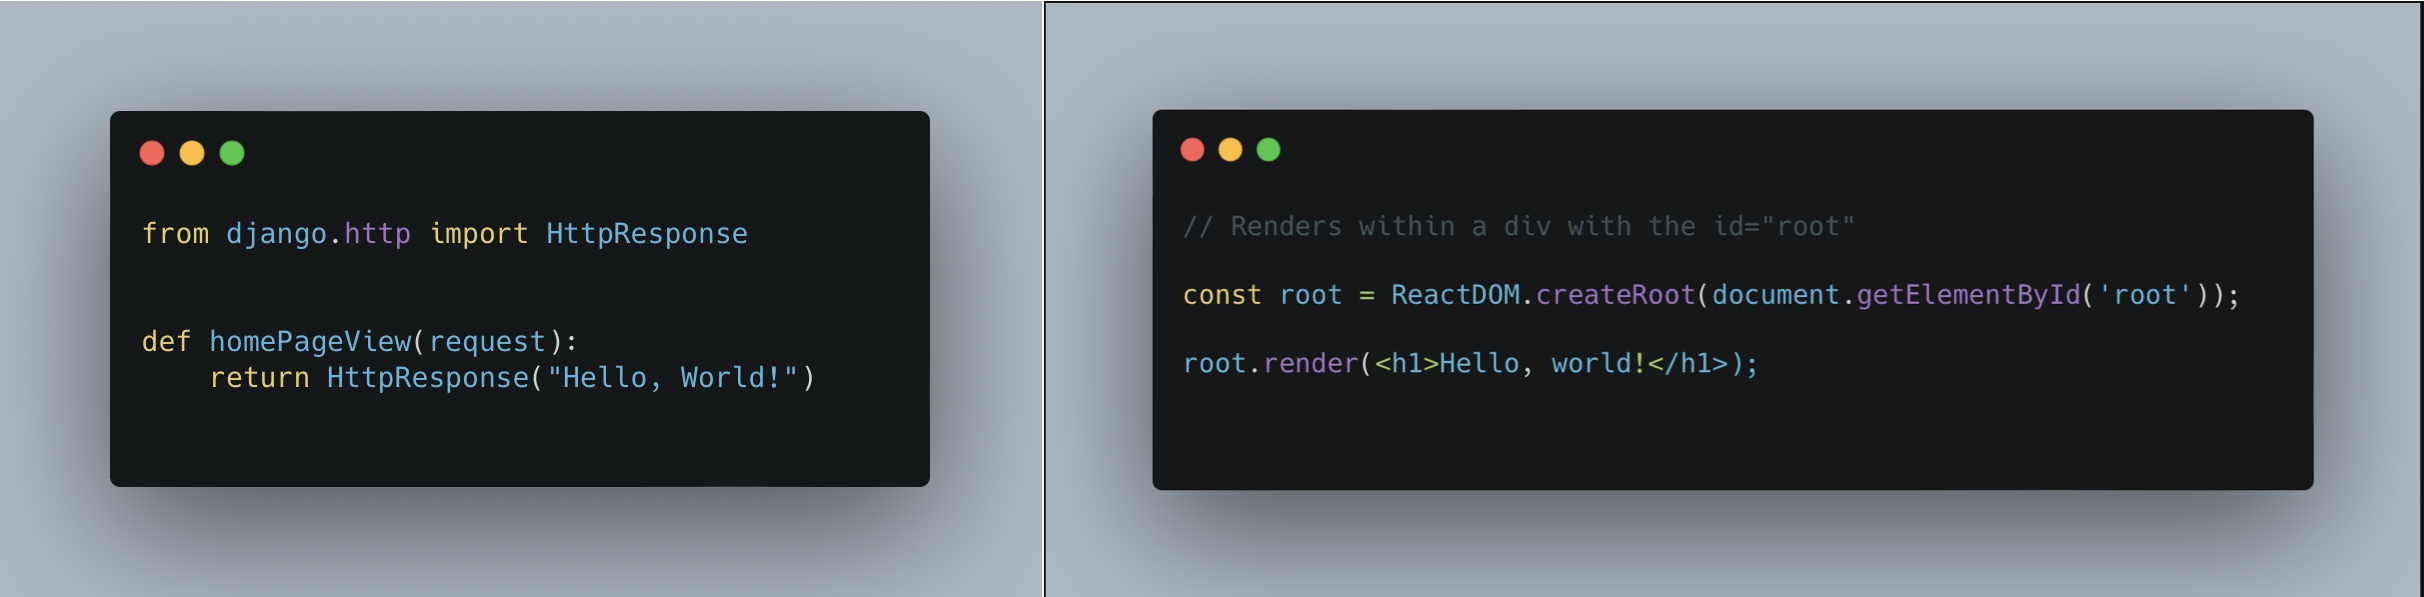 from django.http import HttpResponse
def homePageView(request):
    return HttpResponse("Hello, World!")
// Renders within a div with the id="root"
const root = ReactDOM.createRoot(document.getElementById('root'));
root.render(<h1>Hello, world!</h1>);